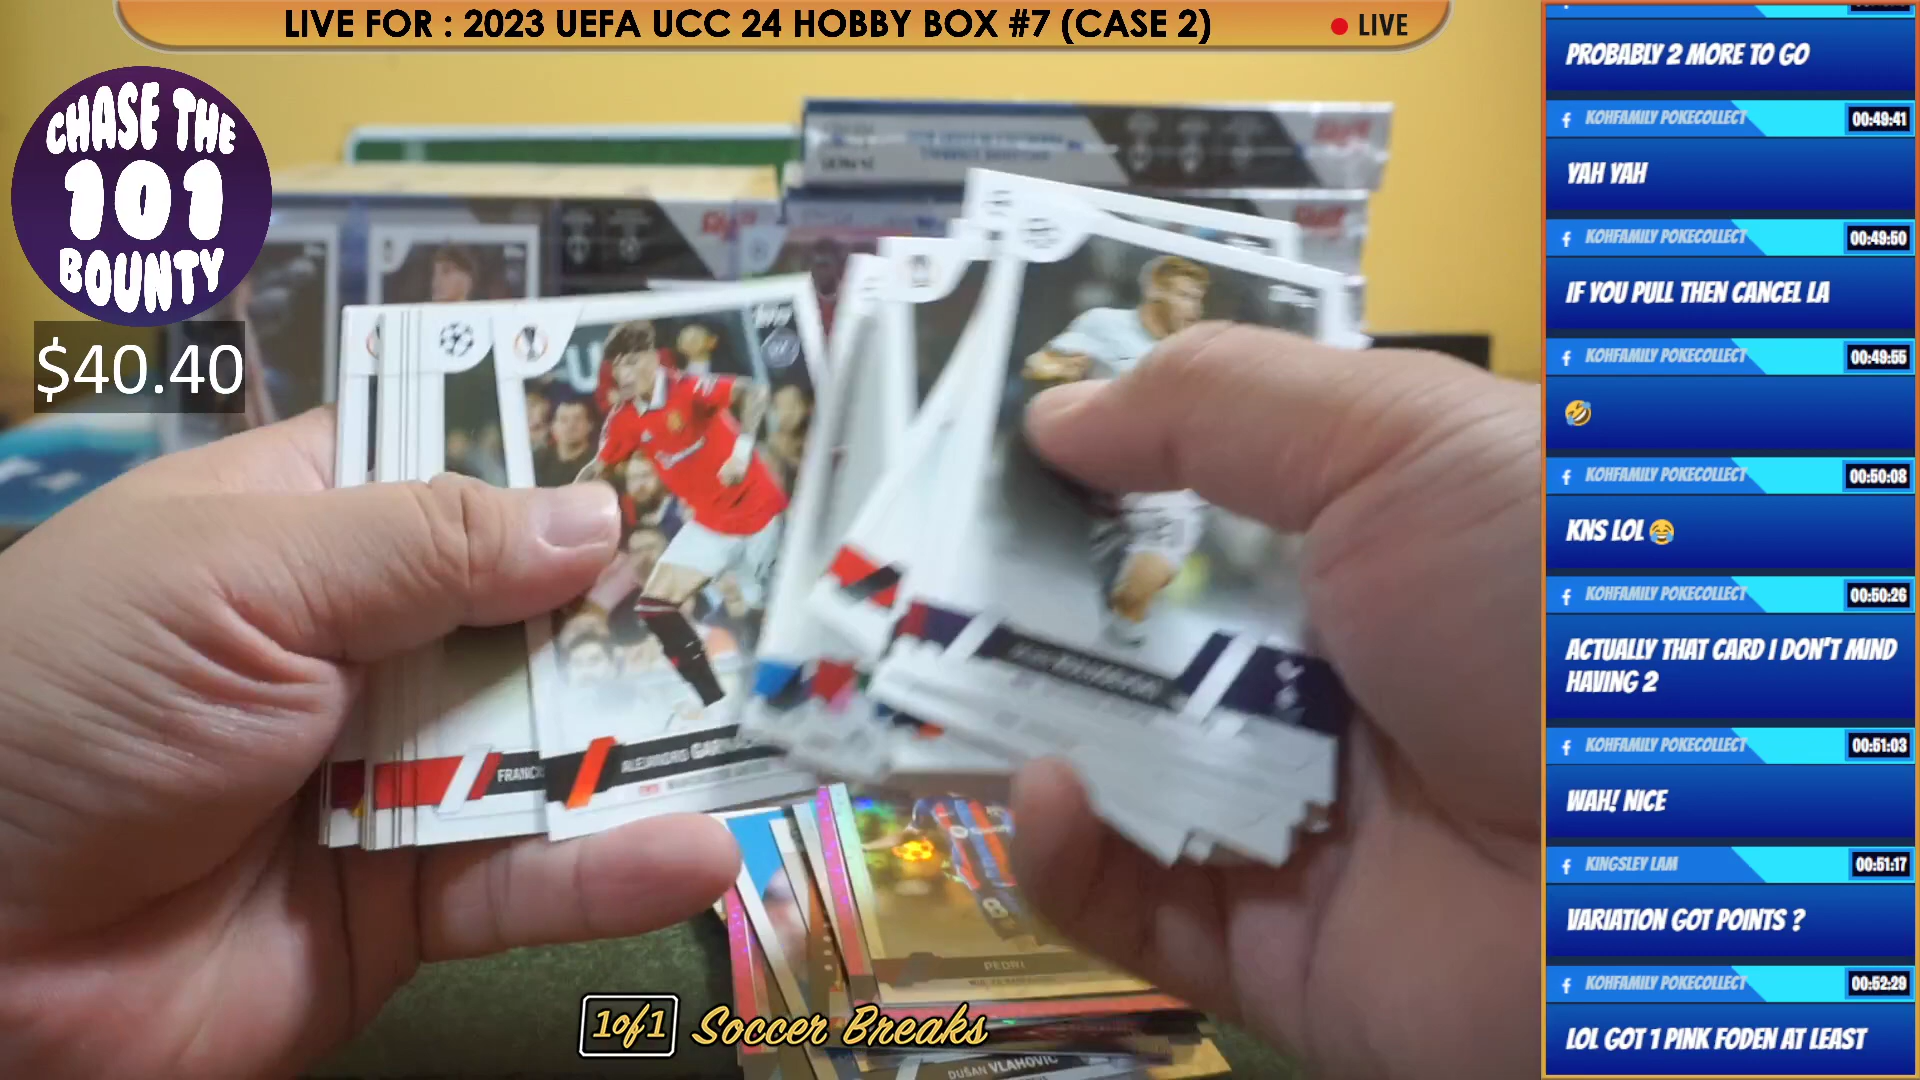 LIVE FOR : 2023 UEFA UCC 24 HOBBY BOX #7 (CASE 2)
LIVE
CHASE THE
101
BOUNTY
$40.40
PROBABLY 2 MORE TO GO
KOHFAMILY POKECOLLECT
00:49:41
YAH YAH
KOHFAMILY POKECOLLECT
00:49:50
IF YOU PULL THEN CANCEL LA
KOHFAMILY POKECOLLECT
00:49:55
🤣
KOHFAMILY POKECOLLECT
00:50:08
KNS LOL 😂
KOHFAMILY POKECOLLECT
00:50:26
ACTUALLY THAT CARD I DON'T MIND
HAVING 2
KOHFAMILY POKECOLLECT
00:51:03
WAH! NICE
KINGSLEY LAM
00:51:17
VARIATION GOT POINTS ?
KOHFAMILY POKECOLLECT
00:52:29
LOL GOT 1 PINK FODEN AT LEAST
ALEJANDRO
8
PEDRI
1of1 Soccer Breaks
DUŠAN VLAHOVIĆ